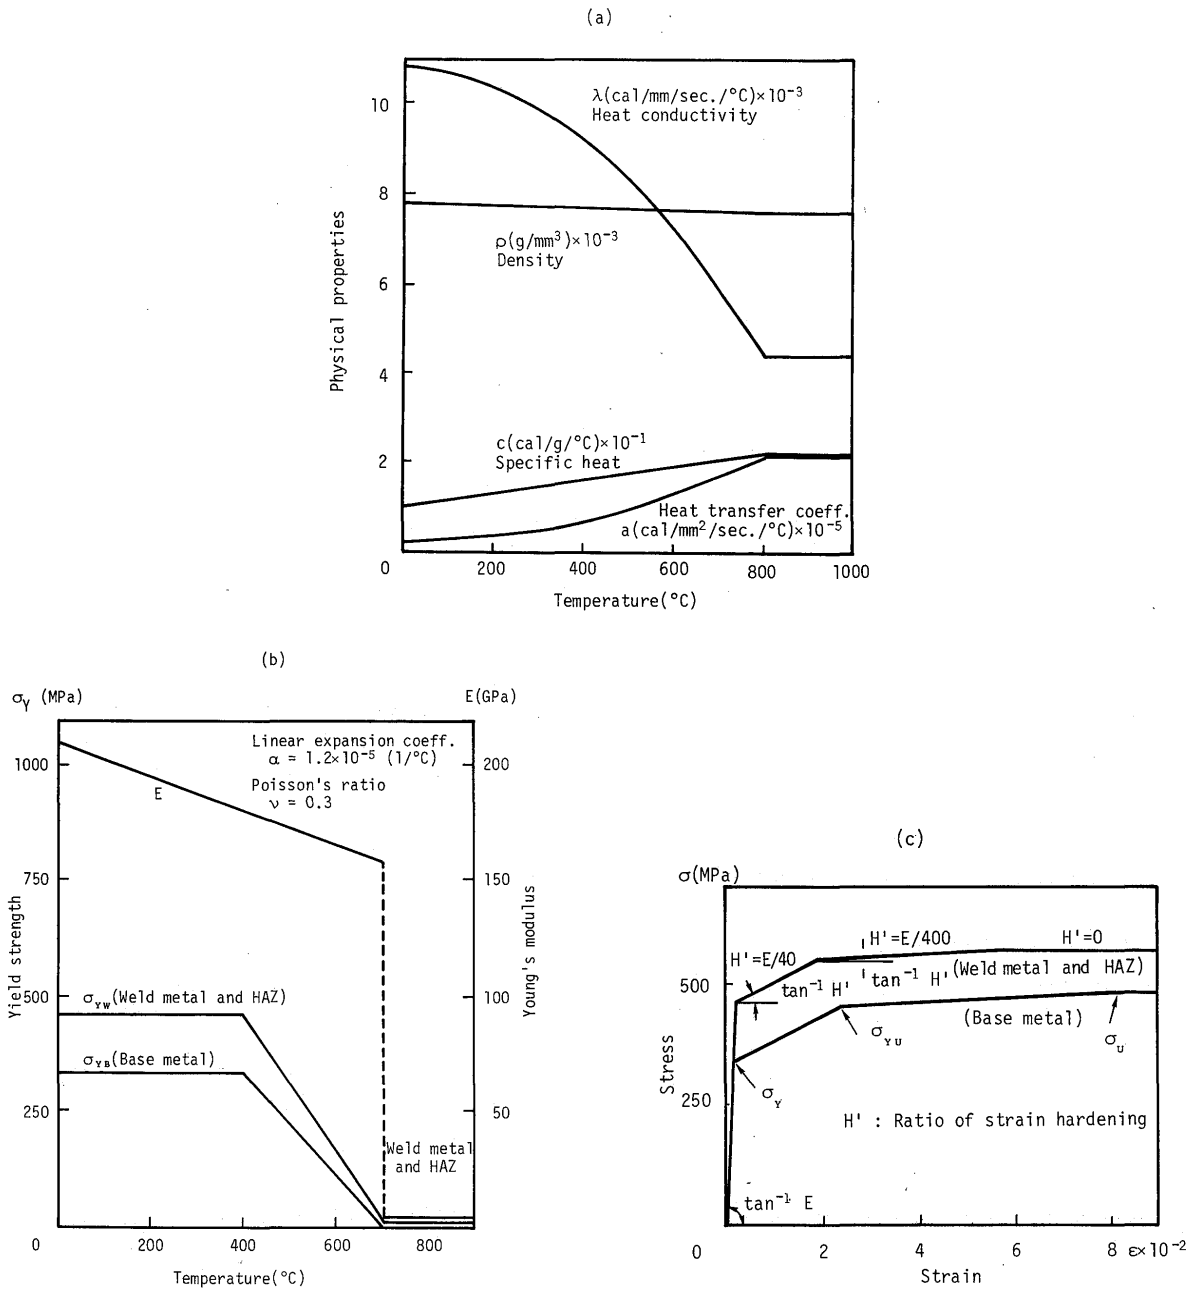 (a)
λ(cal/mm/sec./°C)×10⁻³
Heat conductivity
10
8
ρ(g/mm³)×10⁻³
Density
Physical properties
6
4
c(cal/g/°C)×10⁻¹
Specific heat
2
Heat transfer coeff.
a(cal/mm²/sec./°C)×10⁻⁵
0 200 400 600 800 1000
Temperature(°C)
(b)
σY (MPa)
E(GPa)
Linear expansion coeff.
α = 1.2×10⁻⁵ (1/°C)
1000
200
Poisson's ratio
ν = 0.3
E
750
150
Yield strength
Young's modulus
500
100
σYW(Weld metal and HAZ)
σYB(Base metal)
250
50
Weld metal
and HAZ
0 200 400 600 800
Temperature(°C)
(c)
σ(MPa)
H'=E/400
H'=0
H'=E/40
tan⁻¹ H'
tan⁻¹ H'
(Weld metal and HAZ)
500
(Base metal)
σYU
σU
Stress
σY
250
H' : Ratio of strain hardening
tan⁻¹ E
0 2 4 6 8 ε×10⁻²
Strain